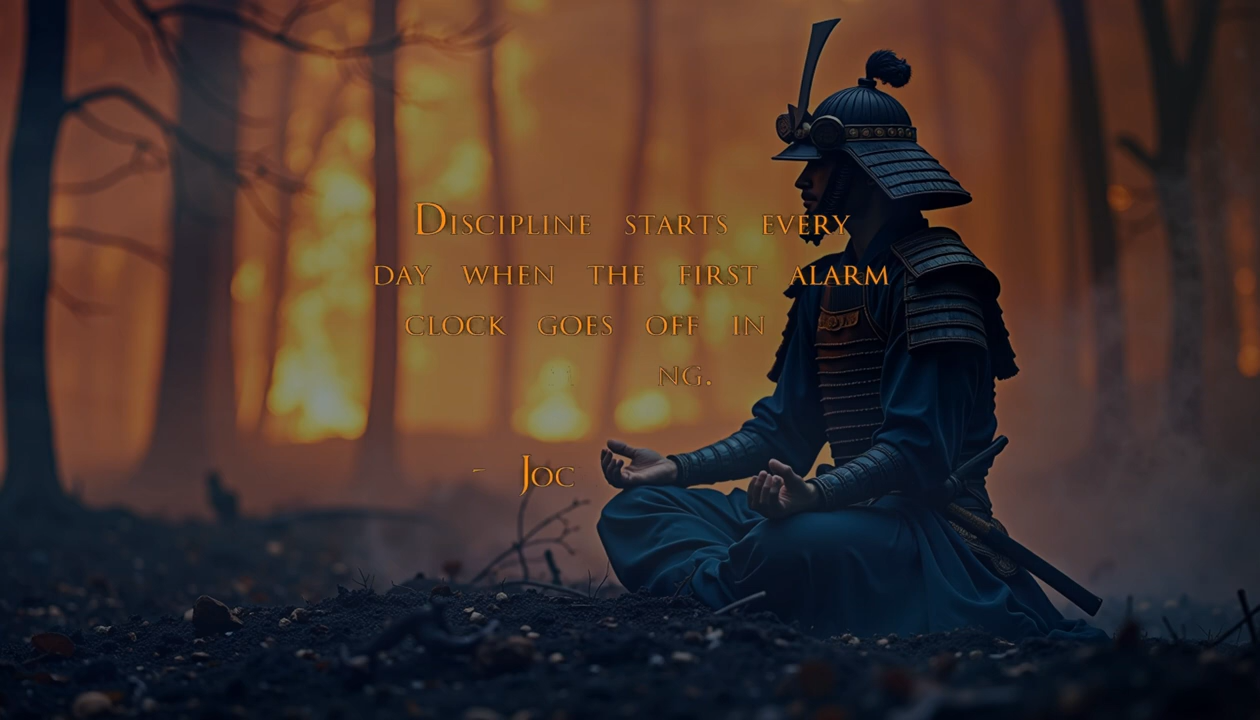 Discipline starts every
day when the first alarm
clock goes off in
ng.
- Joc